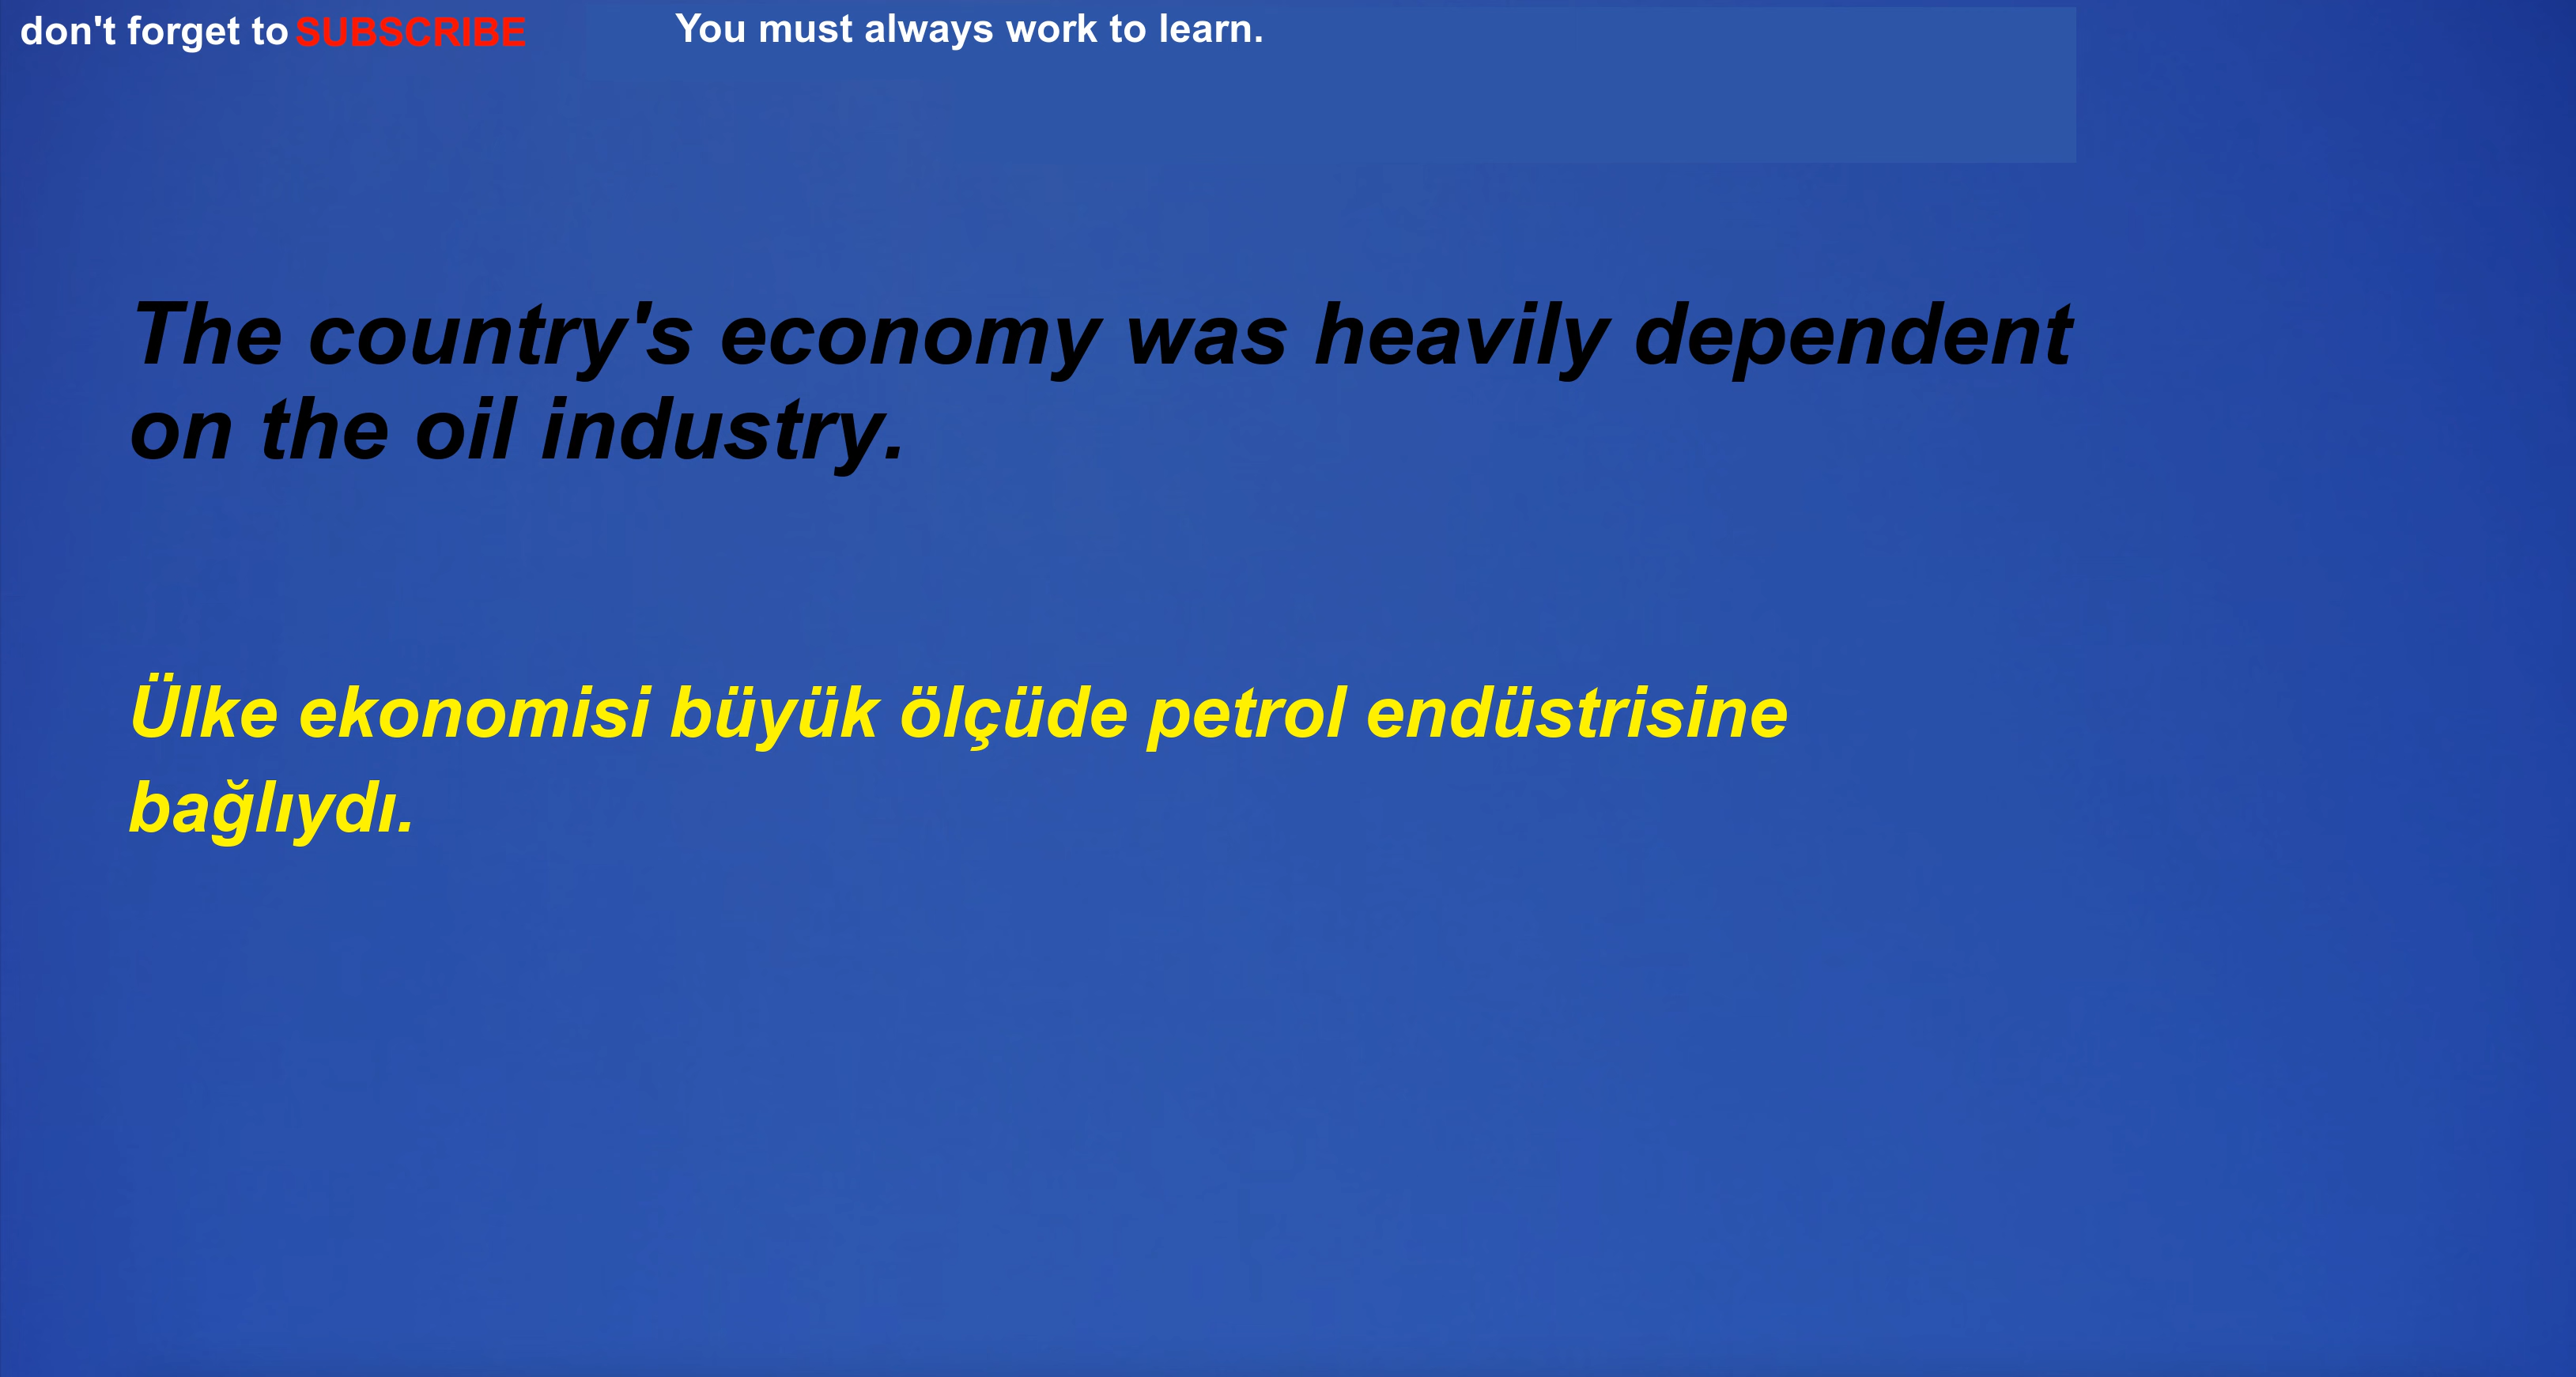 don't forget to SUBSCRIBE
You must always work to learn.
The country's economy was heavily dependent
on the oil industry.
Ülke ekonomisi büyük ölçüde petrol endüstrisine
bağlıydı.